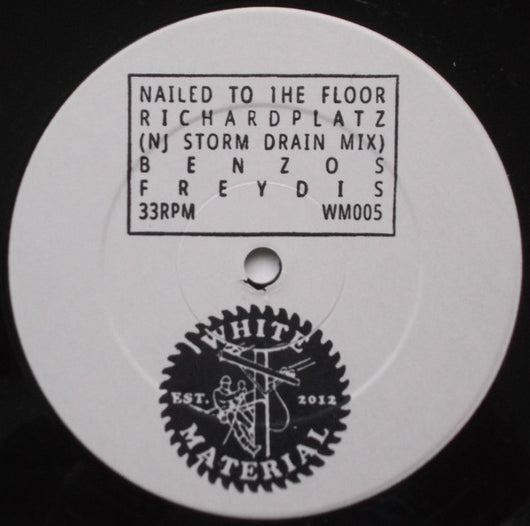 NAILED TO THE FLOOR
RICHARDPLATZ
(NJ STORM DRAIN MIX)
BENZOS
FREYDIS
33RPM WM005
WHITE
EST. 2012
MATERIAL